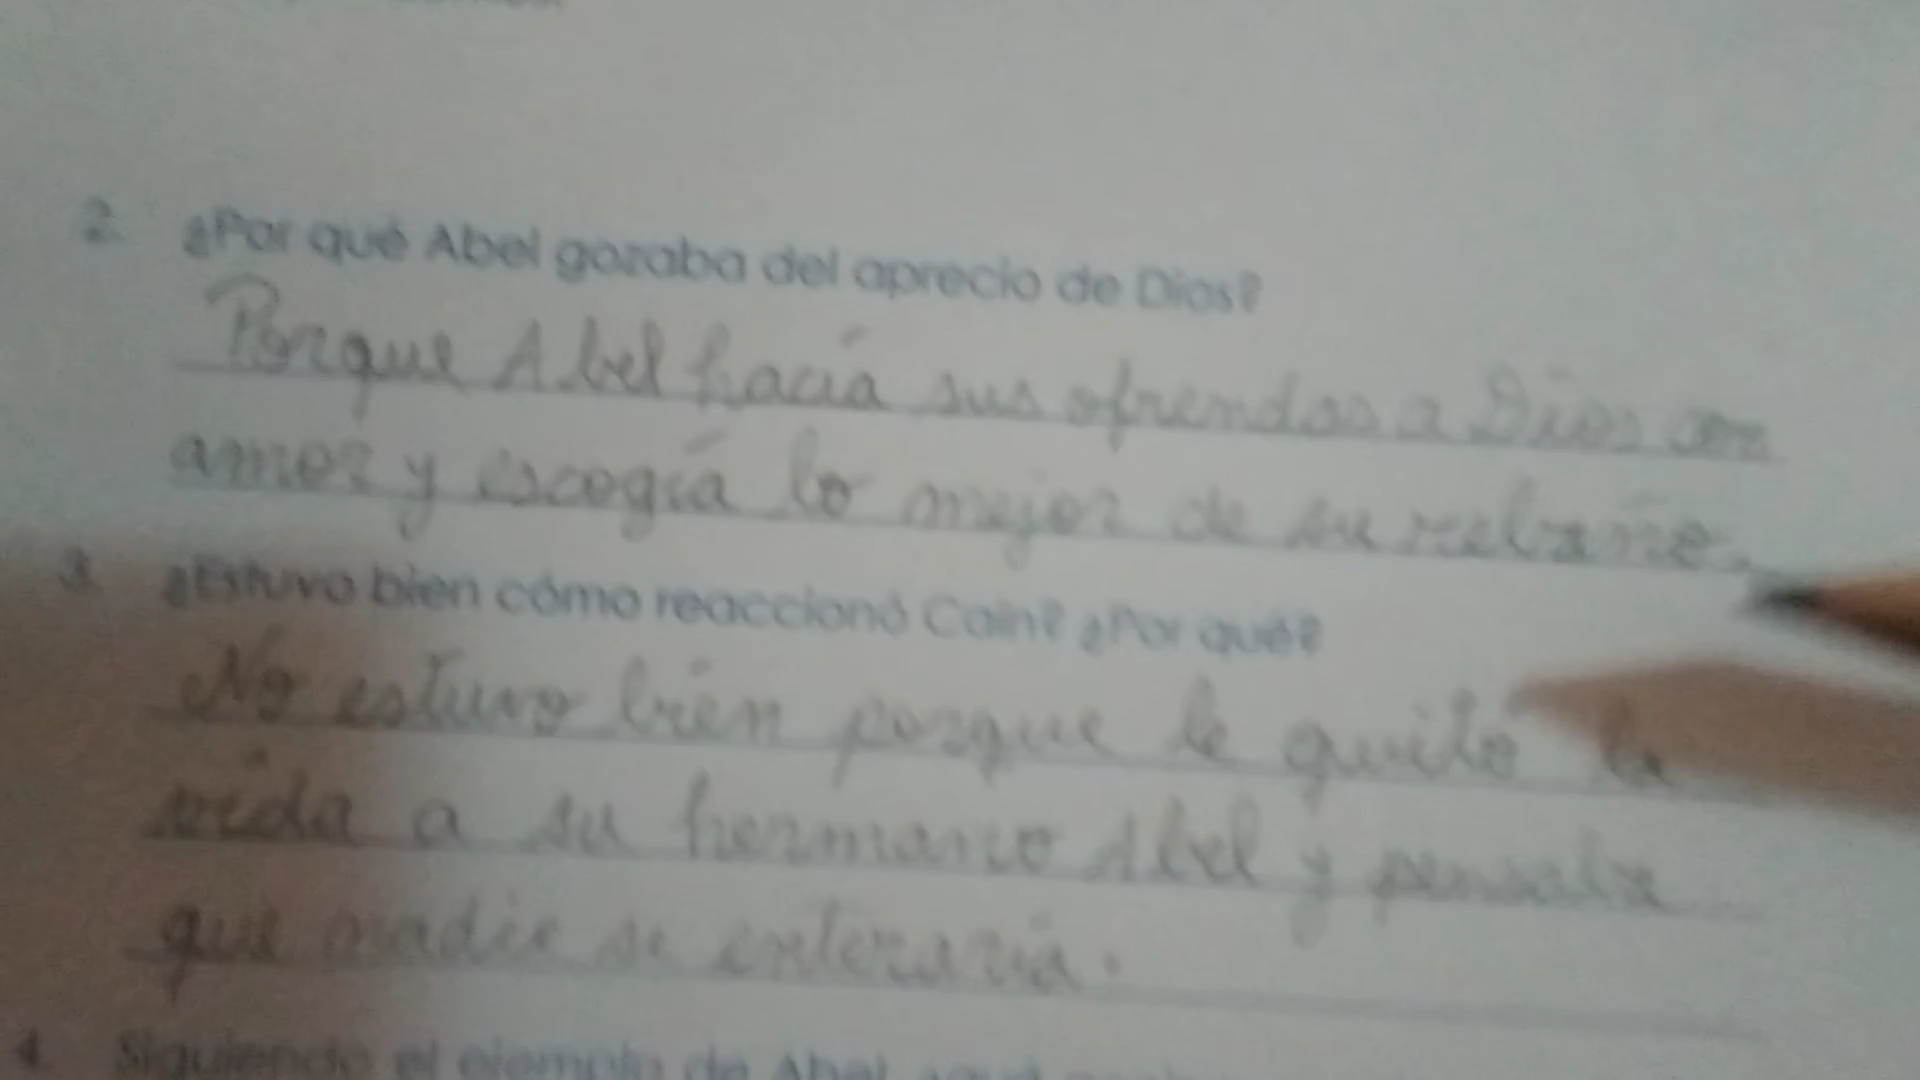 2. ¿Por qué Abel gozaba del aprecio de Dios?
Porque Abel hacía sus ofrendas a Dios con
amor y escogía lo mejor de su rebaño.
3. ¿Estuvo bien cómo reaccionó Caín? ¿Por qué?
No estuvo bien porque le quitó la
vida a su hermano Abel y pensaba
que nadie se enteraría.
4. Siguiendo el ejemplo de Abel, ¿qué